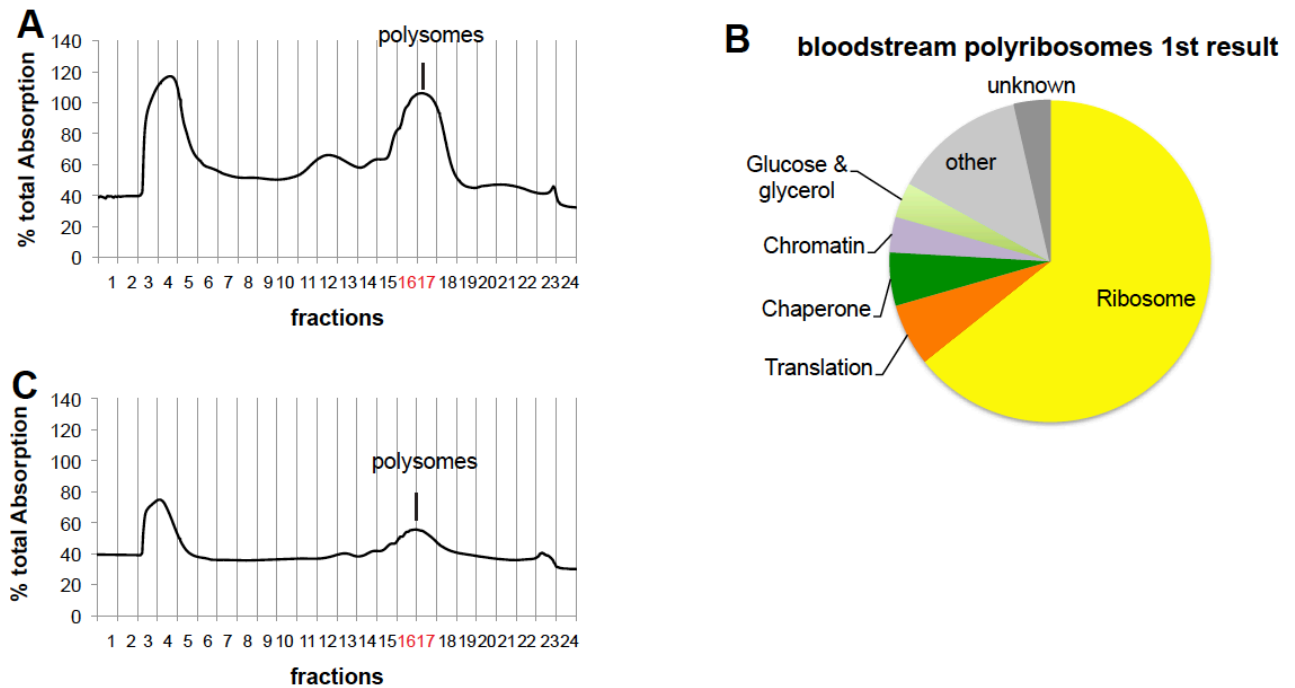 A
polysomes
% total Absorption
140
120
100
80
60
40
20
0
1 2 3 4 5 6 7 8 9 10 11 12 13 14 15 16 17 18 19 20 21 22 23 24
fractions
B
bloodstream polyribosomes 1st result
unknown
other
Glucose &
glycerol
Chromatin
Chaperone
Translation
Ribosome
C
polysomes
% total Absorption
140
120
100
80
60
40
20
0
1 2 3 4 5 6 7 8 9 10 11 12 13 14 15 16 17 18 19 20 21 22 23 24
fractions